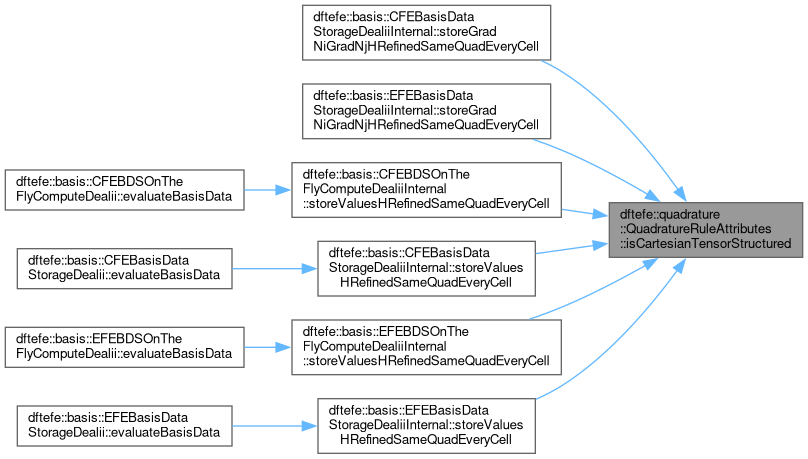 dftefe::basis::CFEBasisData
StorageDealiiInternal::storeGrad
NiGradNjHRefinedSameQuadEveryCell
dftefe::basis::EFEBasisData
StorageDealiiInternal::storeGrad
NiGradNjHRefinedSameQuadEveryCell
dftefe::basis::CFEBDSOnThe
FlyComputeDealii::evaluateBasisData
dftefe::basis::CFEBDSOnThe
FlyComputeDealiiInternal
::storeValuesHRefinedSameQuadEveryCell
dftefe::quadrature
::QuadratureRuleAttributes
::isCartesianTensorStructured
dftefe::basis::CFEBasisData
StorageDealii::evaluateBasisData
dftefe::basis::CFEBasisData
StorageDealiiInternal::storeValues
HRefinedSameQuadEveryCell
dftefe::basis::EFEBDSOnThe
FlyComputeDealii::evaluateBasisData
dftefe::basis::EFEBDSOnThe
FlyComputeDealiiInternal
::storeValuesHRefinedSameQuadEveryCell
dftefe::basis::EFEBasisData
StorageDealii::evaluateBasisData
dftefe::basis::EFEBasisData
StorageDealiiInternal::storeValues
HRefinedSameQuadEveryCell